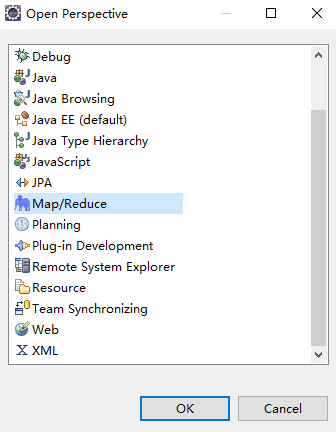 Open Perspective
Debug
Java
Java Browsing
Java EE (default)
Java Type Hierarchy
JavaScript
JPA
Map/Reduce
Planning
Plug-in Development
Remote System Explorer
Resource
Team Synchronizing
Web
XML
OK
Cancel